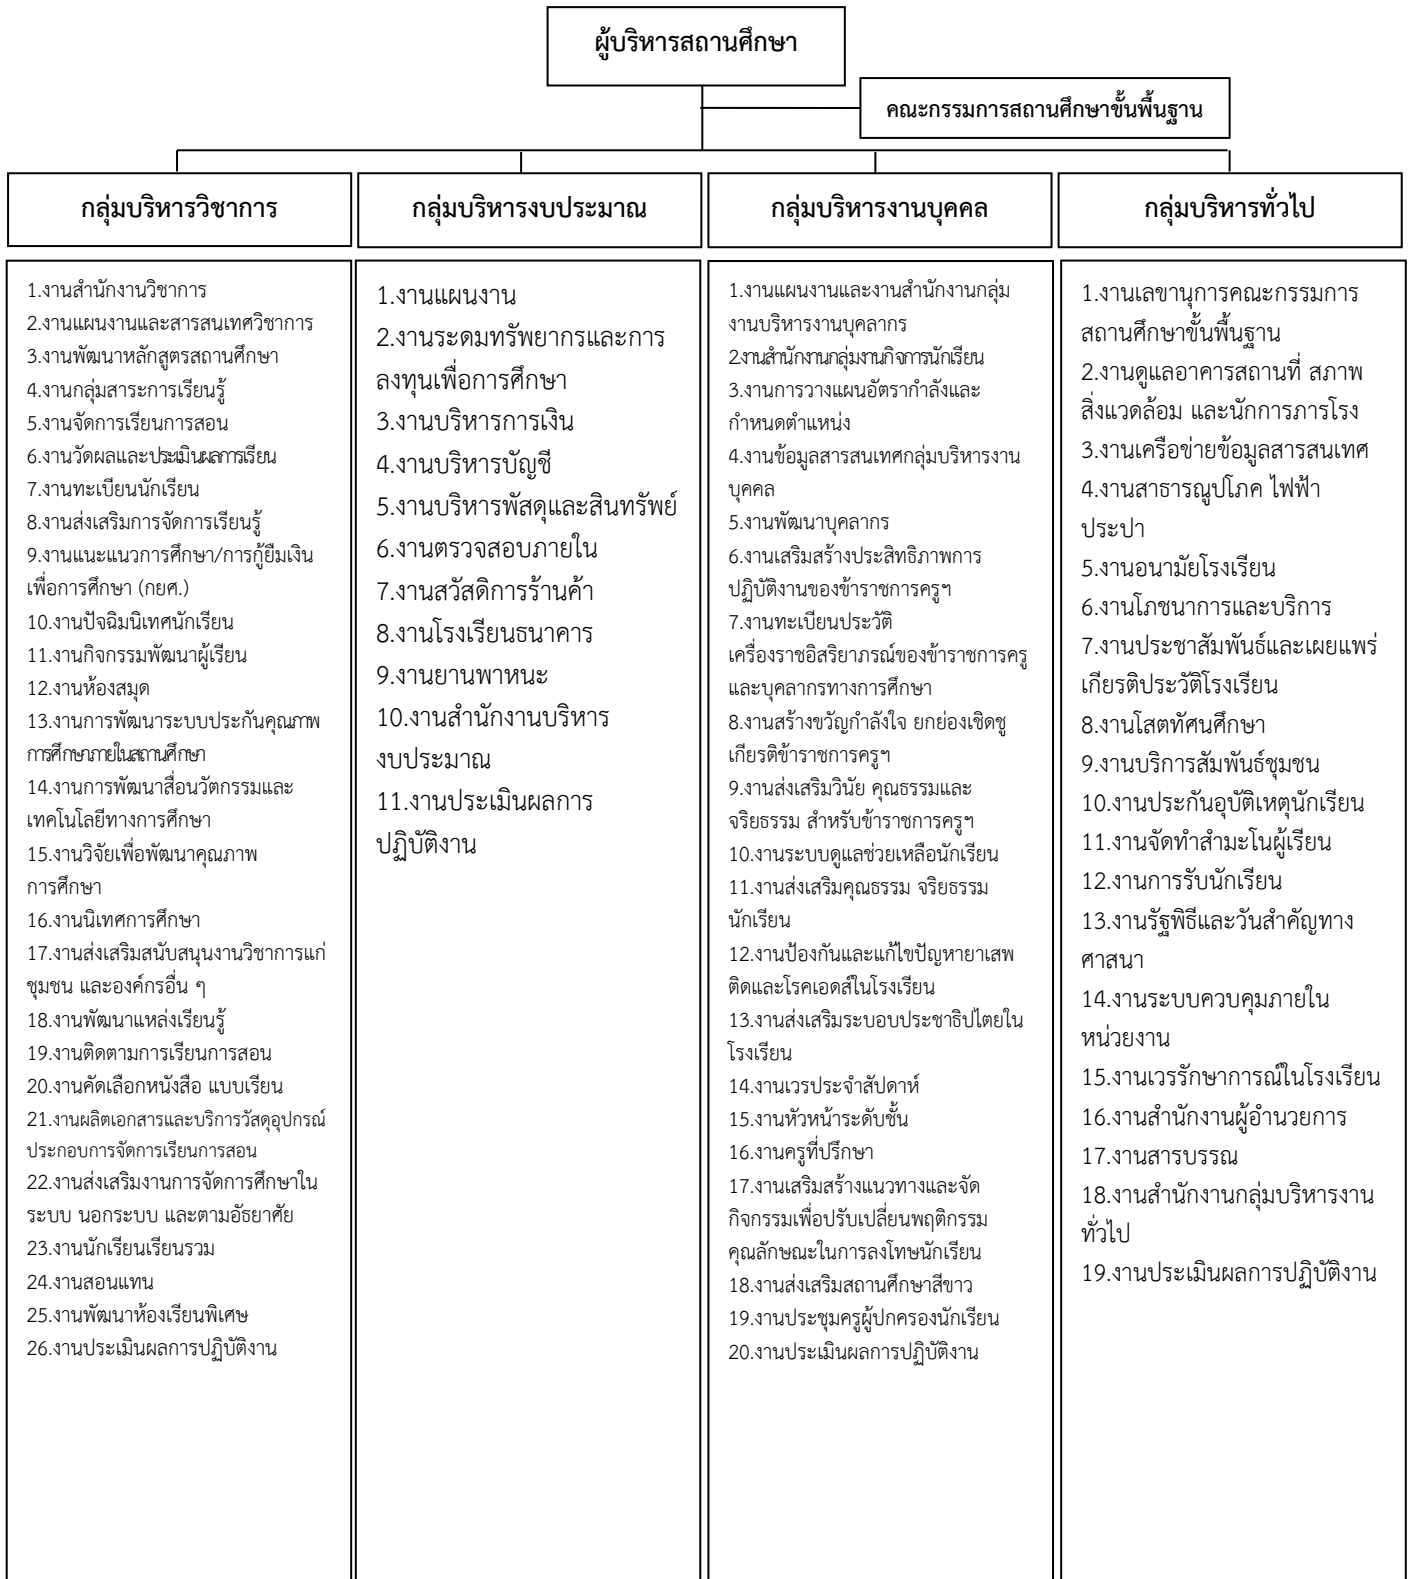 ผู้บริหารสถานศึกษา
คณะกรรมการสถานศึกษาขั้นพื้นฐาน
กลุ่มบริหารวิชาการ
กลุ่มบริหารงบประมาณ
กลุ่มบริหารงานบุคคล
กลุ่มบริหารทั่วไป
1.งานสำนักงานวิชาการ
2.งานแผนงานและสารสนเทศวิชาการ
3.งานพัฒนาหลักสูตรสถานศึกษา
4.งานกลุ่มสาระการเรียนรู้
5.งานจัดการเรียนการสอน
6.งานวัดผลและประเมินผลการเรียน
7.งานทะเบียนนักเรียน
8.งานส่งเสริมการจัดการเรียนรู้
9.งานแนะแนวการศึกษา/การกู้ยืมเงิน
เพื่อการศึกษา (กยศ.)
10.งานปัจฉิมนิเทศนักเรียน
11.งานกิจกรรมพัฒนาผู้เรียน
12.งานห้องสมุด
13.งานการพัฒนาระบบประกันคุณภาพ
การศึกษาภายในสถานศึกษา
14.งานการพัฒนาสื่อนวัตกรรมและ
เทคโนโลยีทางการศึกษา
15.งานวิจัยเพื่อพัฒนาคุณภาพ
การศึกษา
16.งานนิเทศการศึกษา
17.งานส่งเสริมสนับสนุนงานวิชาการแก่
ชุมชน และองค์กรอื่น ๆ
18.งานพัฒนาแหล่งเรียนรู้
19.งานติดตามการเรียนการสอน
20.งานคัดเลือกหนังสือ แบบเรียน
21.งานผลิตเอกสารและบริการวัสดุอุปกรณ์
ประกอบการจัดการเรียนการสอน
22.งานส่งเสริมงานการจัดการศึกษาใน
ระบบ นอกระบบ และตามอัธยาศัย
23.งานนักเรียนเรียนรวม
24.งานสอนแทน
25.งานพัฒนาห้องเรียนพิเศษ
26.งานประเมินผลการปฏิบัติงาน
1.งานแผนงาน
2.งานระดมทรัพยากรและการ
ลงทุนเพื่อการศึกษา
3.งานบริหารการเงิน
4.งานบริหารบัญชี
5.งานบริหารพัสดุและสินทรัพย์
6.งานตรวจสอบภายใน
7.งานสวัสดิการร้านค้า
8.งานโรงเรียนธนาคาร
9.งานยานพาหนะ
10.งานสำนักงานบริหาร
งบประมาณ
11.งานประเมินผลการ
ปฏิบัติงาน
1.งานแผนงานและงานสำนักงานกลุ่ม
งานบริหารงานบุคลากร
2.งานสำนักงานกลุ่มงานกิจการนักเรียน
3.งานการวางแผนอัตรากำลังและ
กำหนดตำแหน่ง
4.งานข้อมูลสารสนเทศกลุ่มบริหารงาน
บุคคล
5.งานพัฒนาบุคลากร
6.งานเสริมสร้างประสิทธิภาพการ
ปฏิบัติงานของข้าราชการครูฯ
7.งานทะเบียนประวัติ
เครื่องราชอิสริยาภรณ์ของข้าราชการครู
และบุคลากรทางการศึกษา
8.งานสร้างขวัญกำลังใจ ยกย่องเชิดชู
เกียรติข้าราชการครูฯ
9.งานส่งเสริมวินัย คุณธรรมและ
จริยธรรม สำหรับข้าราชการครูฯ
10.งานระบบดูแลช่วยเหลือนักเรียน
11.งานส่งเสริมคุณธรรม จริยธรรม
นักเรียน
12.งานป้องกันและแก้ไขปัญหายาเสพ
ติดและโรคเอดส์ในโรงเรียน
13.งานส่งเสริมระบอบประชาธิปไตยใน
โรงเรียน
14.งานเวรประจำสัปดาห์
15.งานหัวหน้าระดับชั้น
16.งานครูที่ปรึกษา
17.งานเสริมสร้างแนวทางและจัด
กิจกรรมเพื่อปรับเปลี่ยนพฤติกรรม
คุณลักษณะในการลงโทษนักเรียน
18.งานส่งเสริมสถานศึกษาสีขาว
19.งานประชุมครูผู้ปกครองนักเรียน
20.งานประเมินผลการปฏิบัติงาน
1.งานเลขานุการคณะกรรมการ
สถานศึกษาขั้นพื้นฐาน
2.งานดูแลอาคารสถานที่ สภาพ
สิ่งแวดล้อม และนักการภารโรง
3.งานเครือข่ายข้อมูลสารสนเทศ
4.งานสาธารณูปโภค ไฟฟ้า
ประปา
5.งานอนามัยโรงเรียน
6.งานโภชนาการและบริการ
7.งานประชาสัมพันธ์และเผยแพร่
เกียรติประวัติโรงเรียน
8.งานโสตทัศนศึกษา
9.งานบริการสัมพันธ์ชุมชน
10.งานประกันอุบัติเหตุนักเรียน
11.งานจัดทำสำมะโนผู้เรียน
12.งานการรับนักเรียน
13.งานรัฐพิธีและวันสำคัญทาง
ศาสนา
14.งานระบบควบคุมภายใน
หน่วยงาน
15.งานเวรรักษาการณ์ในโรงเรียน
16.งานสำนักงานผู้อำนวยการ
17.งานสารบรรณ
18.งานสำนักงานกลุ่มบริหารงาน
ทั่วไป
19.งานประเมินผลการปฏิบัติงาน